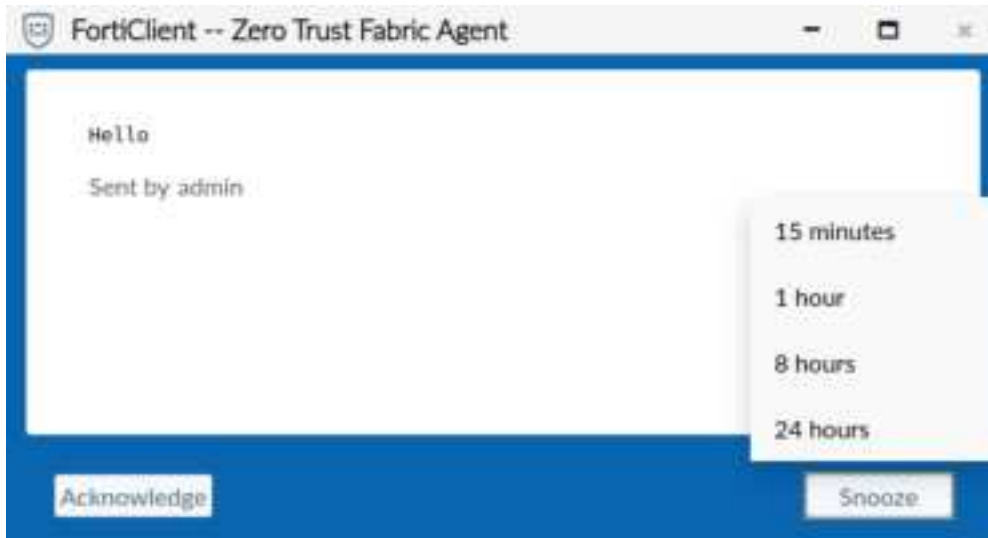 FortiClient -- Zero Trust Fabric Agent
Hello
Sent by admin
15 minutes
1 hour
8 hours
24 hours
Acknowledge
Snooze